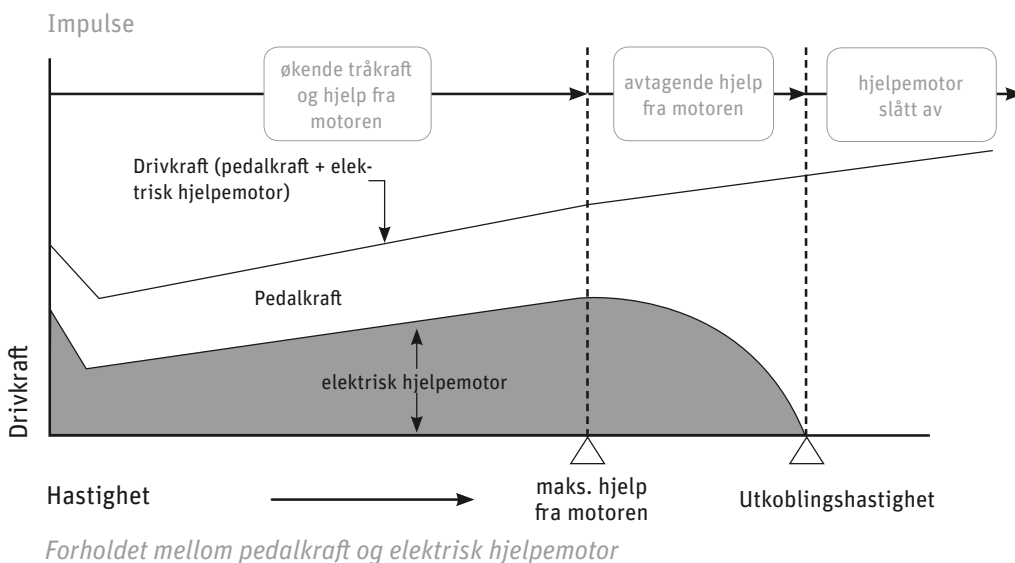 Impulse
økende tråkraft
og hjelp fra
motoren
avtagende hjelp
fra motoren
hjelpemotor
slått av
Drivkraft (pedalkraft + elek-
trisk hjelpemotor)
Pedalkraft
elektrisk hjelpemotor
Drivkraft
Hastighet
maks. hjelp
fra motoren
Utkoblingshastighet
Forholdet mellom pedalkraft og elektrisk hjelpemotor